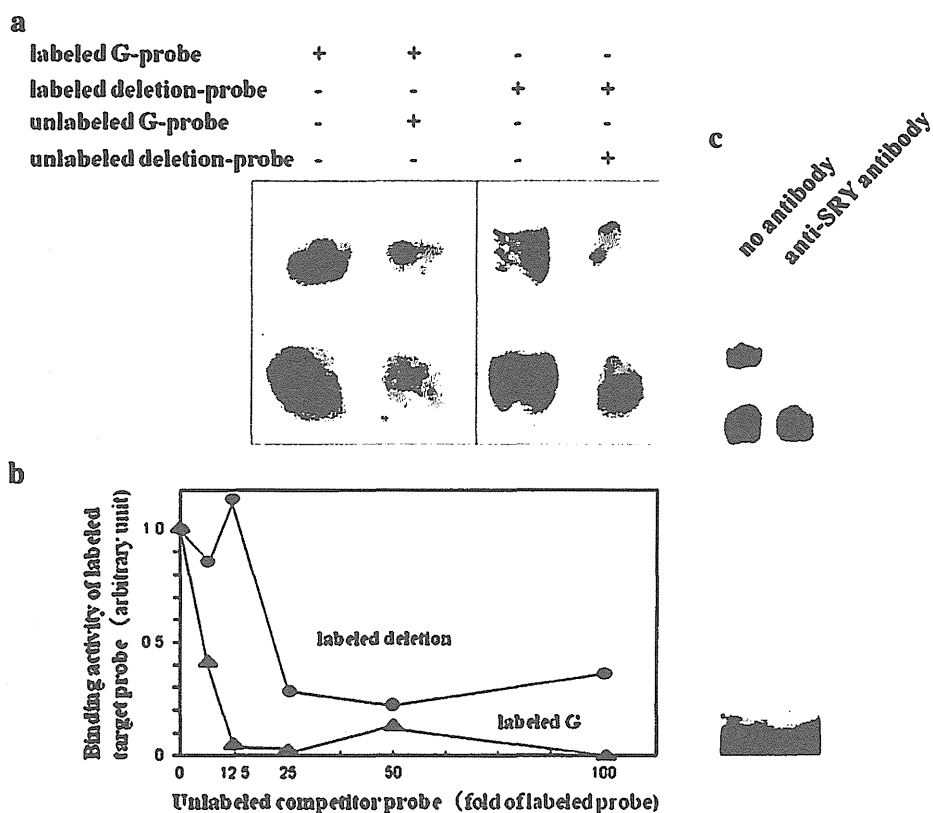 a
labeled G-probe + + - -
labeled deletion-probe - - + +
unlabeled G-probe - + - -
unlabeled deletion-probe - - - +
c
no antibody
anti-SRY antibody
b
Binding activity of labeled
target probe (arbitrary unit)
1 0
0 5
0
labeled deletion
labeled G
0 12 5 25 50 100
Unlabeled competitor probe (fold of labeled probe)